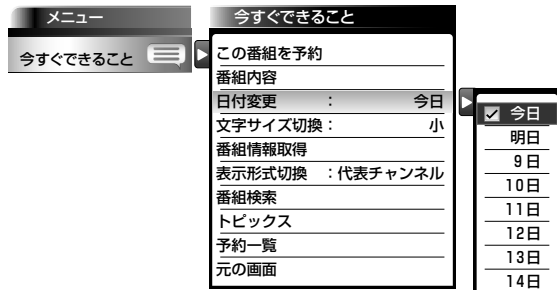 メニュー
今すぐできること
今すぐできること
この番組を予約
番組内容
日付変更 : 今日
文字サイズ切換 : 小
番組情報取得
表示形式切換 : 代表チャンネル
番組検索
トピックス
予約一覧
元の画面
今日
明日
9日
10日
11日
12日
13日
14日